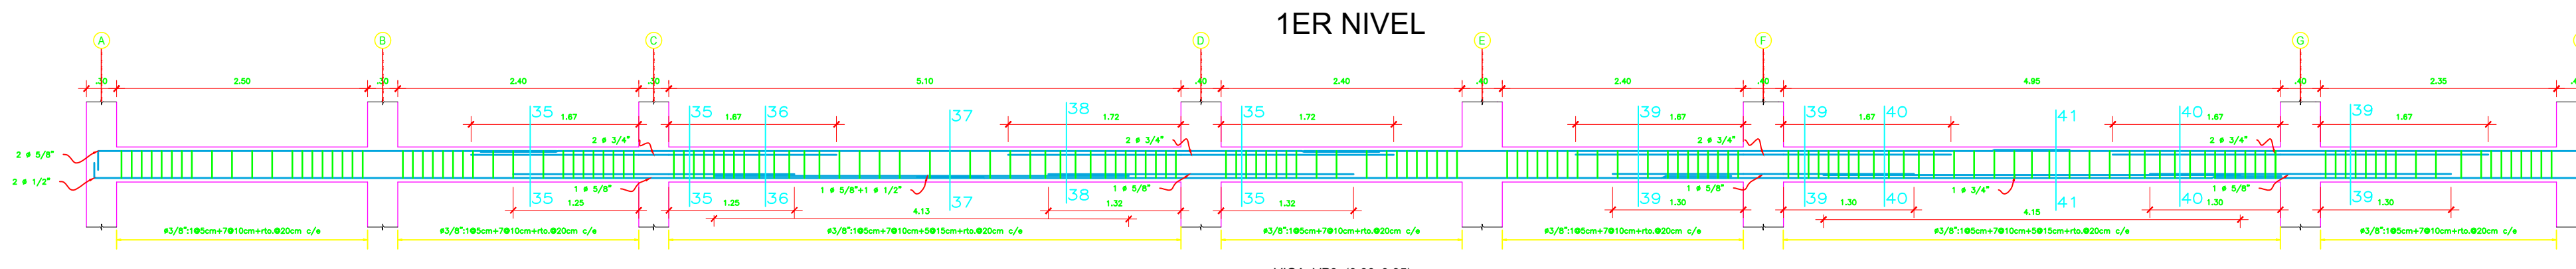 1ER NIVEL
A B C D E F G
.30 2.50 .30 2.40 .30 5.10 .40 2.40 .40 2.40 .40 4.95 .40 2.35
35 35 36 37 38 35 39 39 40 41 40 39
1.67 1.67 1.72 1.72 1.67 1.67 1.67 1.67
2 ø 3/4" 2 ø 3/4" 2 ø 3/4" 2 ø 3/4"
2 ø 5/8"
2 ø 1/2"
1 ø 5/8" 1 ø 5/8"+1 ø 1/2" 1 ø 5/8" 1 ø 5/8" 1 ø 3/4" 1 ø 5/8"
35 35 36 37 38 35 39 39 40 41 40 39
1.25 1.25 1.32 1.32 1.30 1.30 1.30 1.30
4.13 4.15
ø3/8":1@5cm+7@10cm+rto.@20cm c/e ø3/8":1@5cm+7@10cm+rto.@20cm c/e ø3/8":1@5cm+7@10cm+5@15cm+rto.@20cm c/e ø3/8":1@5cm+7@10cm+rto.@20cm c/e ø3/8":1@5cm+7@10cm+rto.@20cm c/e ø3/8":1@5cm+7@10cm+5@15cm+rto.@20cm c/e ø3/8":1@5cm+7@10cm+rto.@20cm c/e